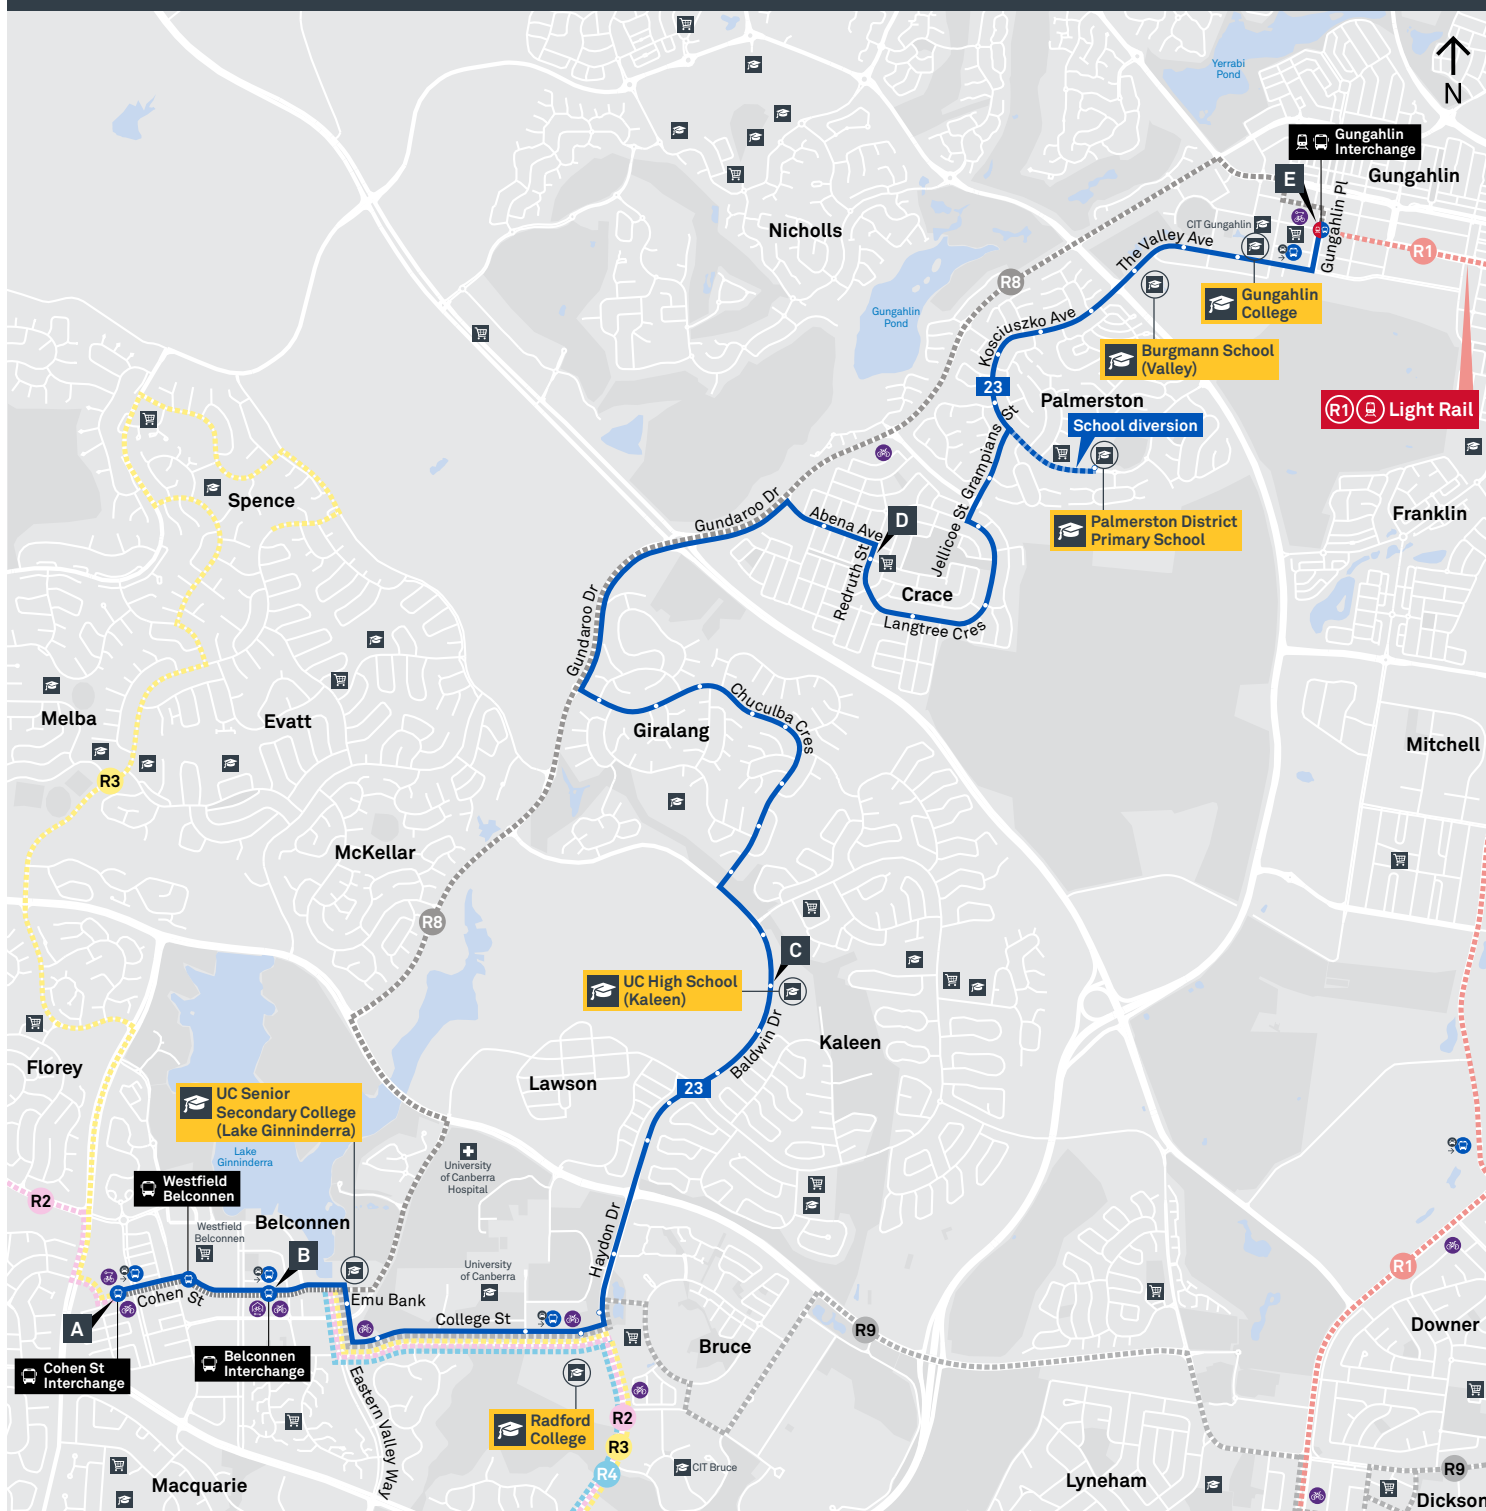 N
Yerrabi
Pond
Gungahlin
Interchange
Gungahlin
E
Gungahlin Pl
CIT Gungahlin
The Valley Ave
R1
Nicholls
R8
Gungahlin
College
Gungahlin
Pond
Kosciuszko Ave
Burgmann School
(Valley)
23
Palmerston
R1 Light Rail
School diversion
Grampians St
Spence
Gundaroo Dr
Abena Ave
D
Jellicoe St
Palmerston District
Primary School
Franklin
Redruth St
Crace
Langtree Cres
Gundaroo Dr
Melba
Evatt
Giralang
Chuculba Cres
Mitchell
R3
McKellar
R8
C
UC High School
(Kaleen)
Kaleen
Baldwin Dr
Florey
Lawson
23
UC Senior
Secondary College
(Lake Ginninderra)
Lake
Ginninderra
University
of Canberra
Hospital
Westfield
Belconnen
R2
Westfield
Belconnen
Belconnen
B
Haydon Dr
University
of Canberra
R1
Cohen St
Emu Bank
College St
A
R9
Downer
Bruce
Cohen St
Interchange
Belconnen
Interchange
Eastern Valley Way
Radford
College
R2
R3
R4
CIT Bruce
Macquarie
Lyneham
R9
Dickson